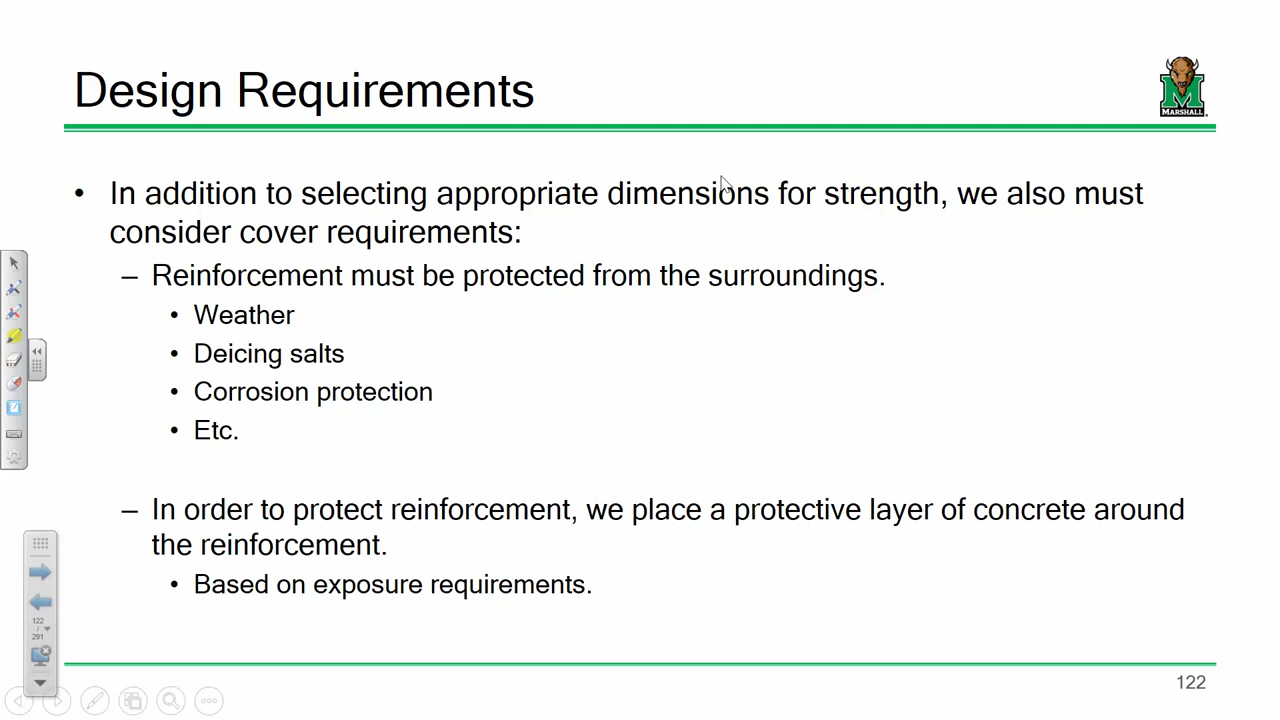 Design Requirements
MARSHALL
• In addition to selecting appropriate dimensions for strength, we also must
consider cover requirements:
– Reinforcement must be protected from the surroundings.
• Weather
• Deicing salts
• Corrosion protection
• Etc.
– In order to protect reinforcement, we place a protective layer of concrete around
the reinforcement.
• Based on exposure requirements.
122
/
291
122